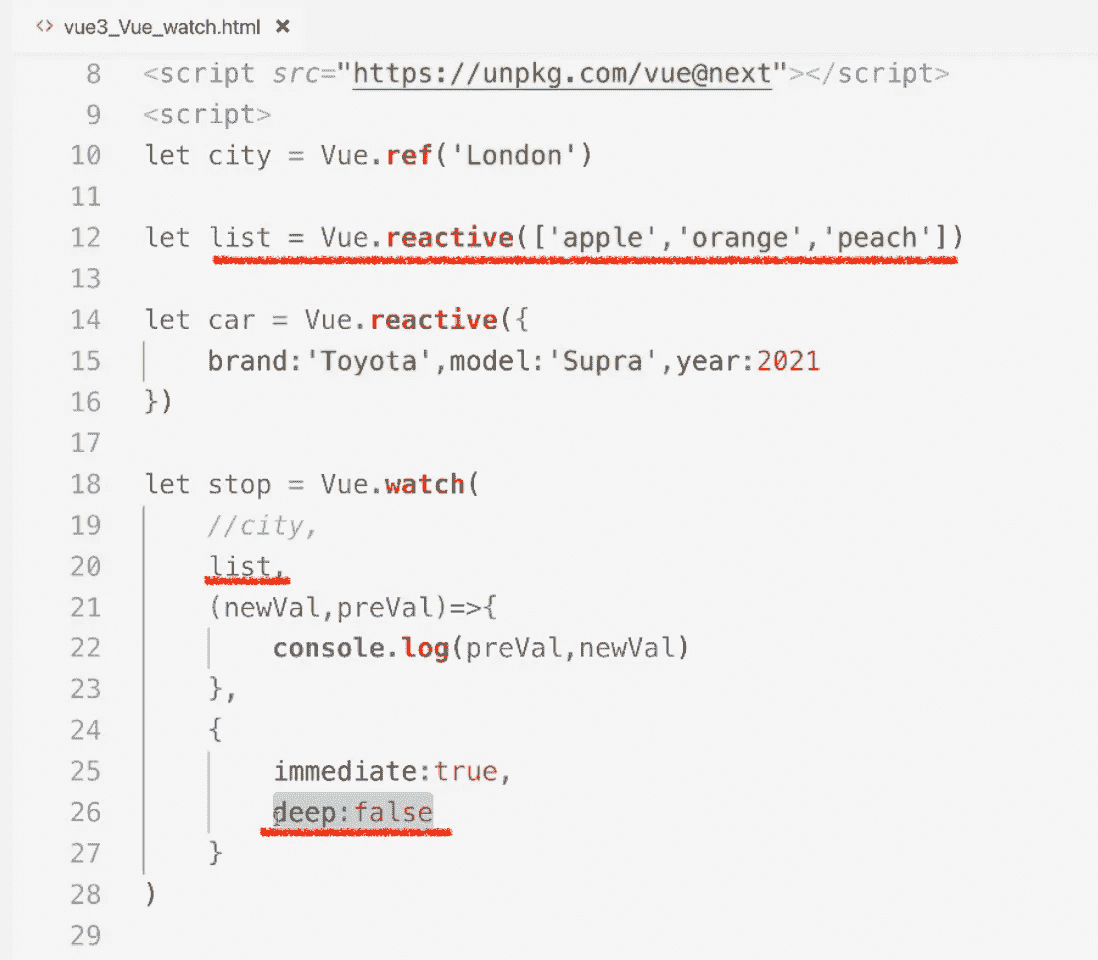 <> vue3_Vue_watch.html ×
8 <script src="https://unpkg.com/vue@next"></script>
9 <script>
10 let city = Vue.ref('London')
11
12 let list = Vue.reactive(['apple','orange','peach'])
13
14 let car = Vue.reactive({
15     brand:'Toyota',model:'Supra',year:2021
16 })
17
18 let stop = Vue.watch(
19     //city,
20     list,
21     (newVal,preVal)=>{
22         console.log(preVal,newVal)
23     },
24     {
25         immediate:true,
26         deep:false
27     }
28 )
29